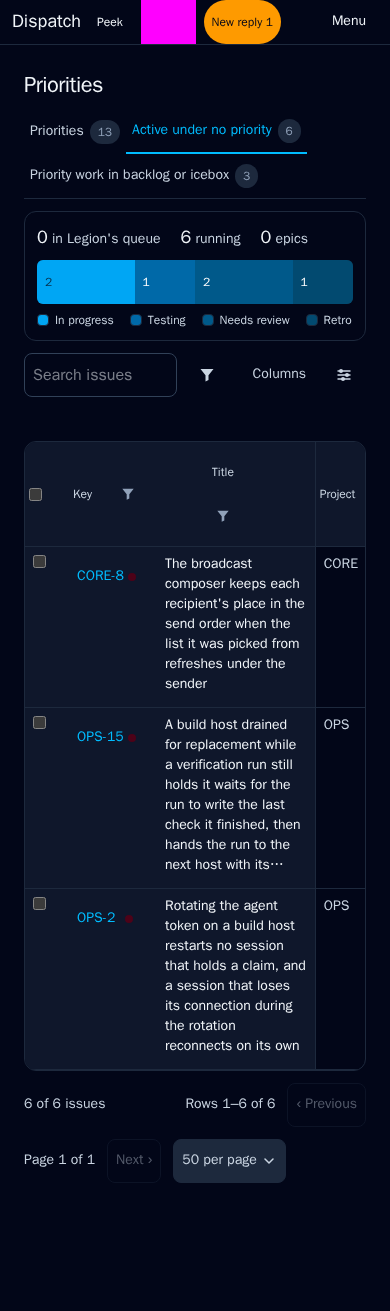 Dispatch Peek New reply 1 Menu
Priorities
Priorities 13 Active under no priority 6
Priority work in backlog or icebox 3
0 in Legion's queue 6 running 0 epics
2 1 2 1
In progress Testing Needs review Retro
Search issues Columns
Title
Key Project
CORE-8 The broadcast CORE
composer keeps each
recipient's place in the
send order when the
list it was picked from
refreshes under the
sender
OPS-15 A build host drained OPS
for replacement while
a verification run still
holds it waits for the
run to write the last
check it finished, then
hands the run to the
next host with its…
OPS-2 Rotating the agent OPS
token on a build host
restarts no session
that holds a claim, and
a session that loses
its connection during
the rotation
reconnects on its own
6 of 6 issues Rows 1–6 of 6 ‹ Previous
Page 1 of 1 Next › 50 per page